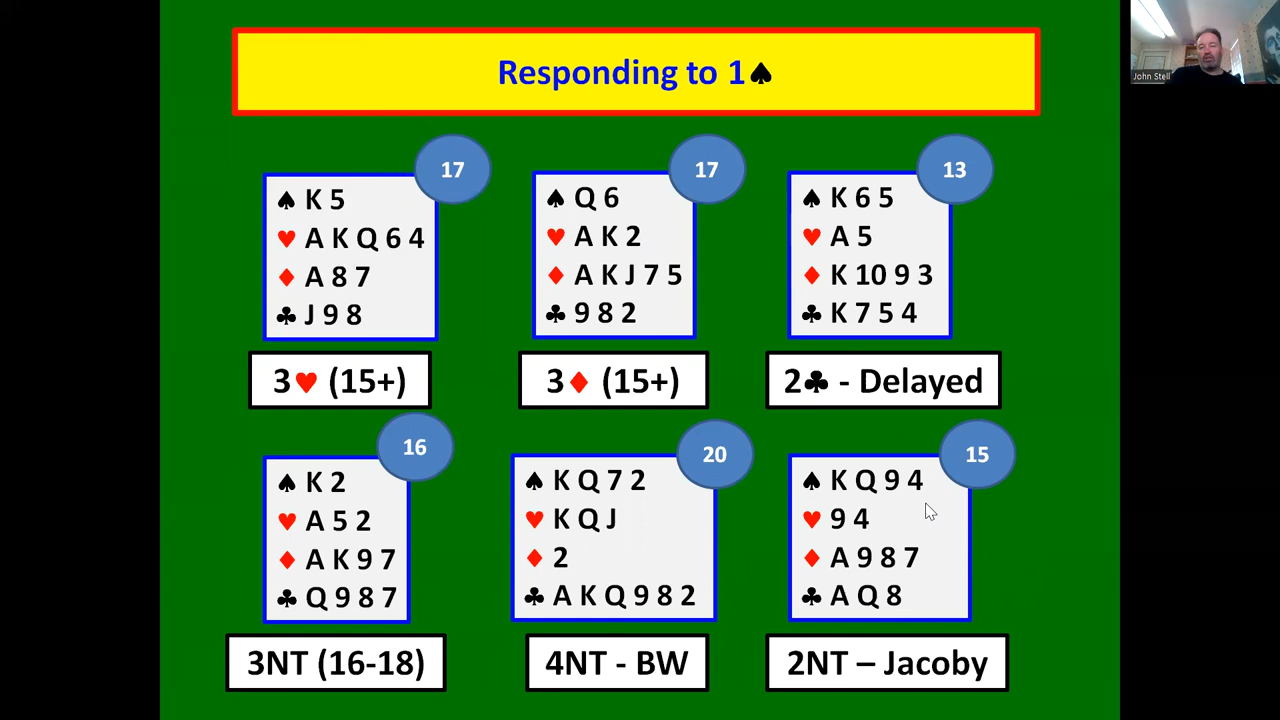 Responding to 1♠
John Stell
17
♠ K 5
♥ A K Q 6 4
♦ A 8 7
♣ J 9 8
3♥ (15+)
17
♠ Q 6
♥ A K 2
♦ A K J 7 5
♣ 9 8 2
3♦ (15+)
13
♠ K 6 5
♥ A 5
♦ K 10 9 3
♣ K 7 5 4
2♣ - Delayed
16
♠ K 2
♥ A 5 2
♦ A K 9 7
♣ Q 9 8 7
3NT (16-18)
20
♠ K Q 7 2
♥ K Q J
♦ 2
♣ A K Q 9 8 2
4NT - BW
15
♠ K Q 9 4
♥ 9 4
♦ A 9 8 7
♣ A Q 8
2NT – Jacoby